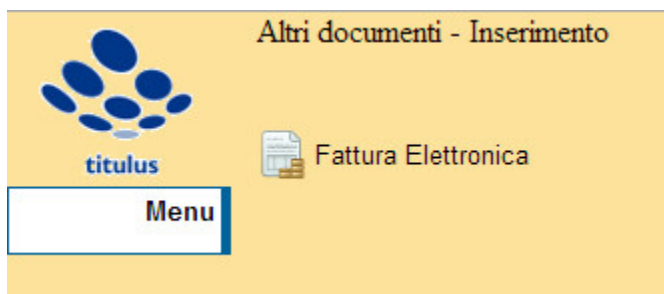 Altri documenti - Inserimento
titulus
Fattura Elettronica
Menu